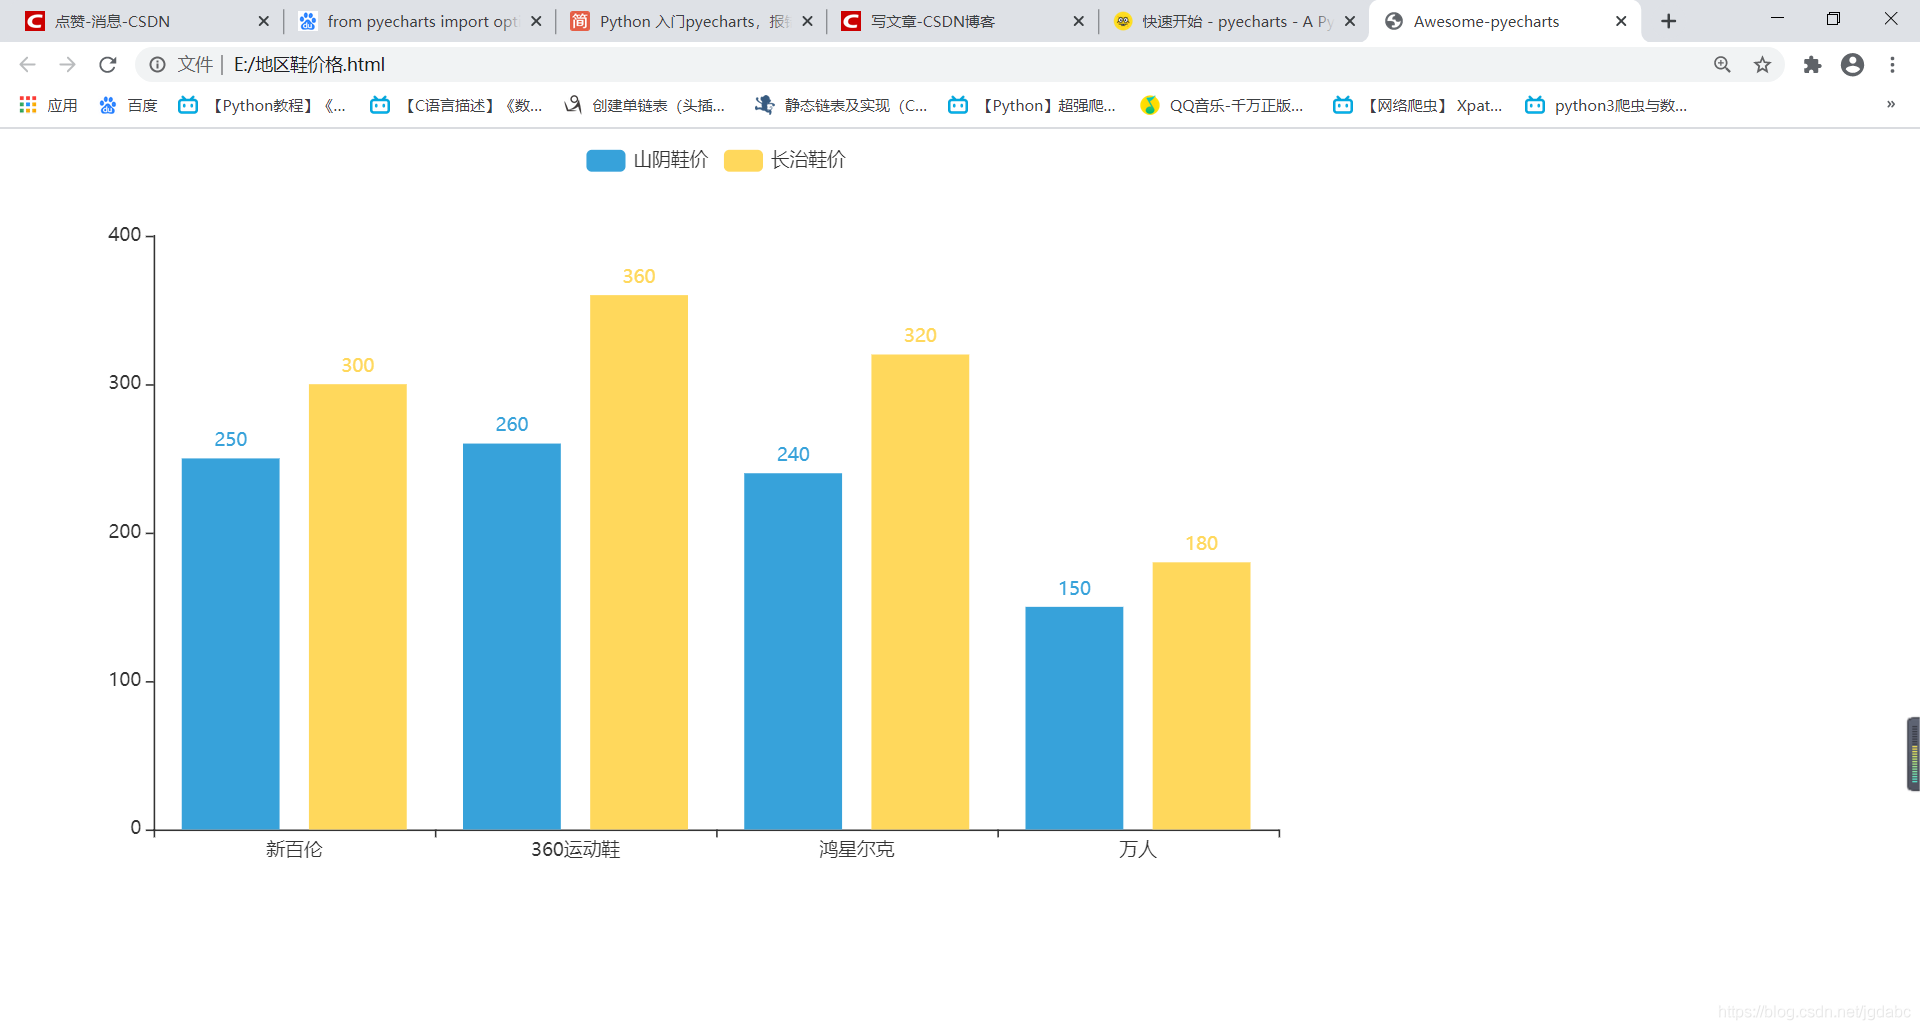 点赞-消息-CSDN
from pyecharts import opt
Python 入门pyecharts，报错
写文章-CSDN博客
快速开始 - pyecharts - A Py
Awesome-pyecharts
文件 | E:/地区鞋价格.html
应用
百度
【Python教程】《...
【C语言描述】《数...
创建单链表（头插...
静态链表及实现（C...
【Python】超强爬...
QQ音乐-千万正版...
【网络爬虫】 Xpat...
python3爬虫与数...
»
山阴鞋价 长治鞋价
400
360
320
300
300
260
250
240
200
180
150
100
0
新百伦 360运动鞋 鸿星尔克 万人
https://blog.csdn.net/jgdabc